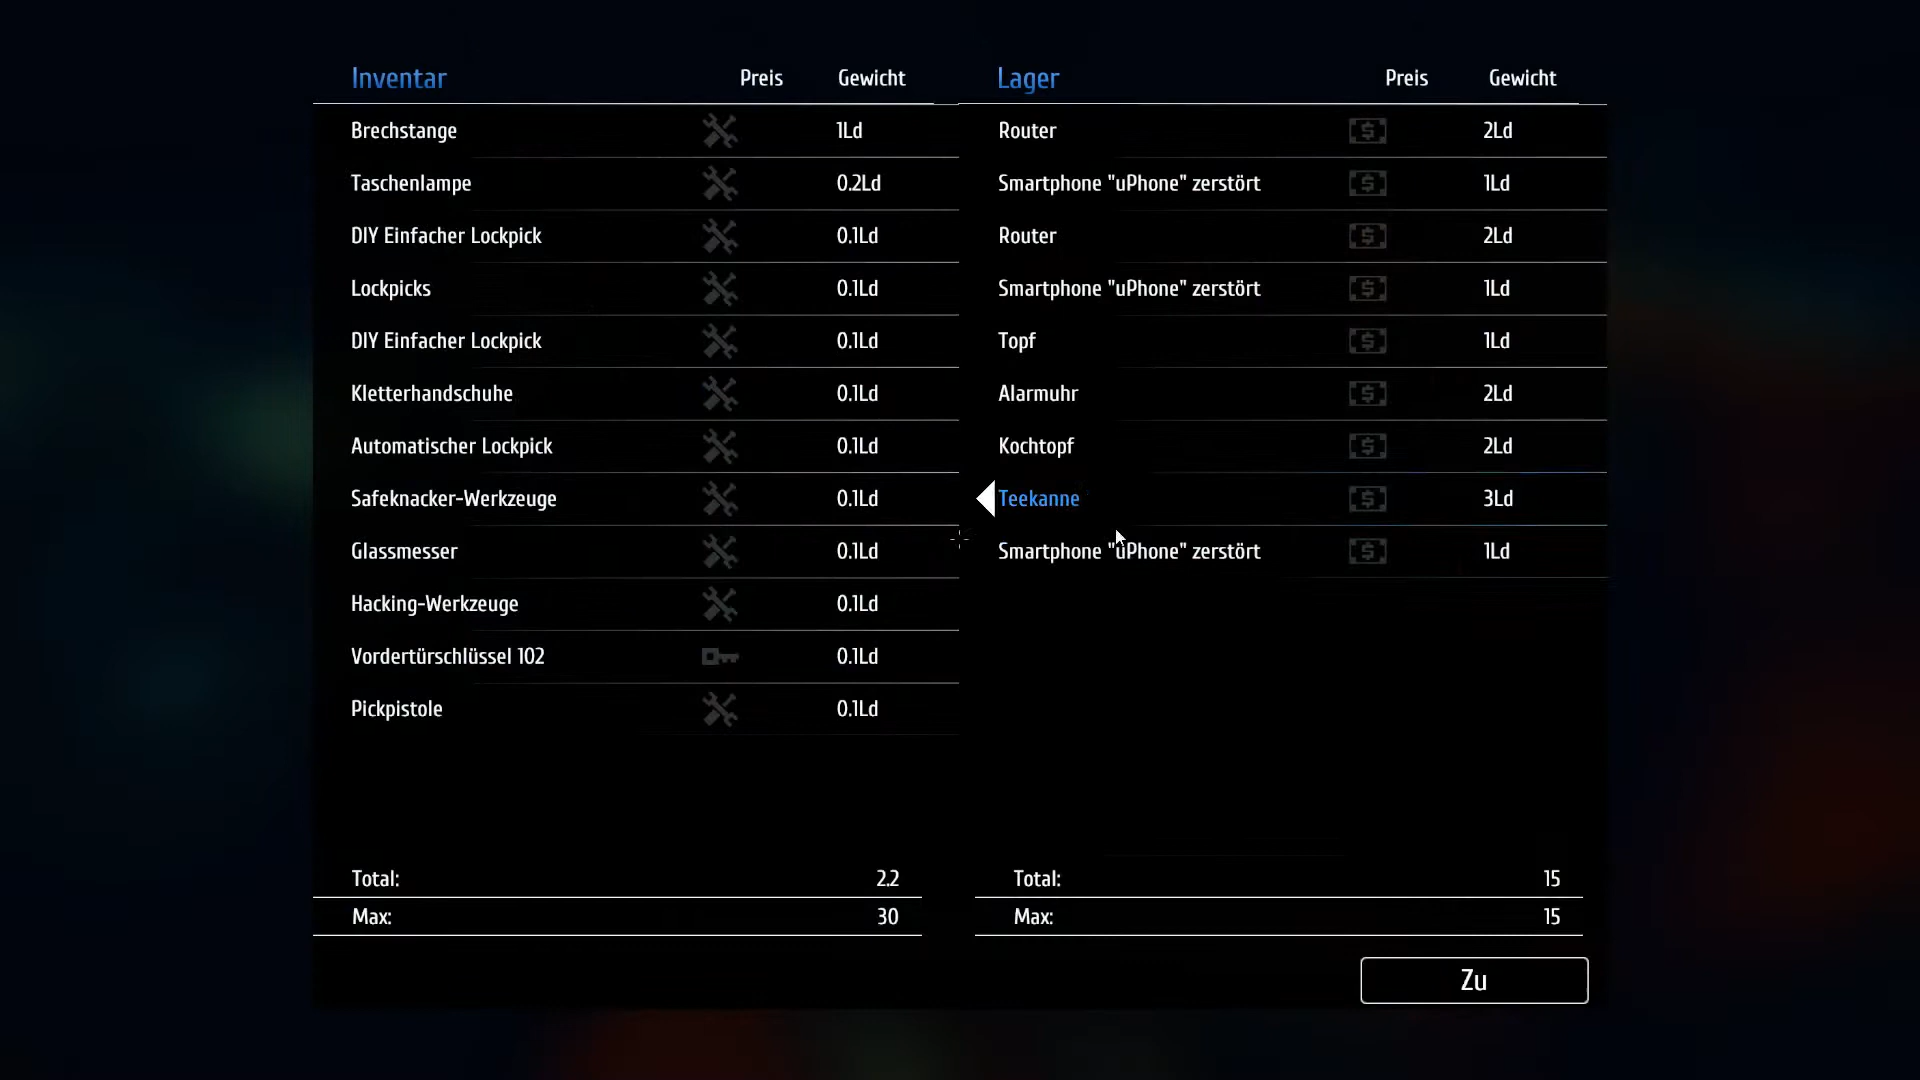 Inventar Preis Gewicht
Brechstange 1Ld
Taschenlampe 0.2Ld
DIY Einfacher Lockpick 0.1Ld
Lockpicks 0.1Ld
DIY Einfacher Lockpick 0.1Ld
Kletterhandschuhe 0.1Ld
Automatischer Lockpick 0.1Ld
Safeknacker-Werkzeuge 0.1Ld
Glassmesser 0.1Ld
Hacking-Werkzeuge 0.1Ld
Vordertürschlüssel 102 0.1Ld
Pickpistole 0.1Ld
Total: 2.2
Max: 30
Lager Preis Gewicht
Router 2Ld
Smartphone "uPhone" zerstört 1Ld
Router 2Ld
Smartphone "uPhone" zerstört 1Ld
Topf 1Ld
Alarmuhr 2Ld
Kochtopf 2Ld
Teekanne 3Ld
Smartphone "uPhone" zerstört 1Ld
Total: 15
Max: 15
Zu